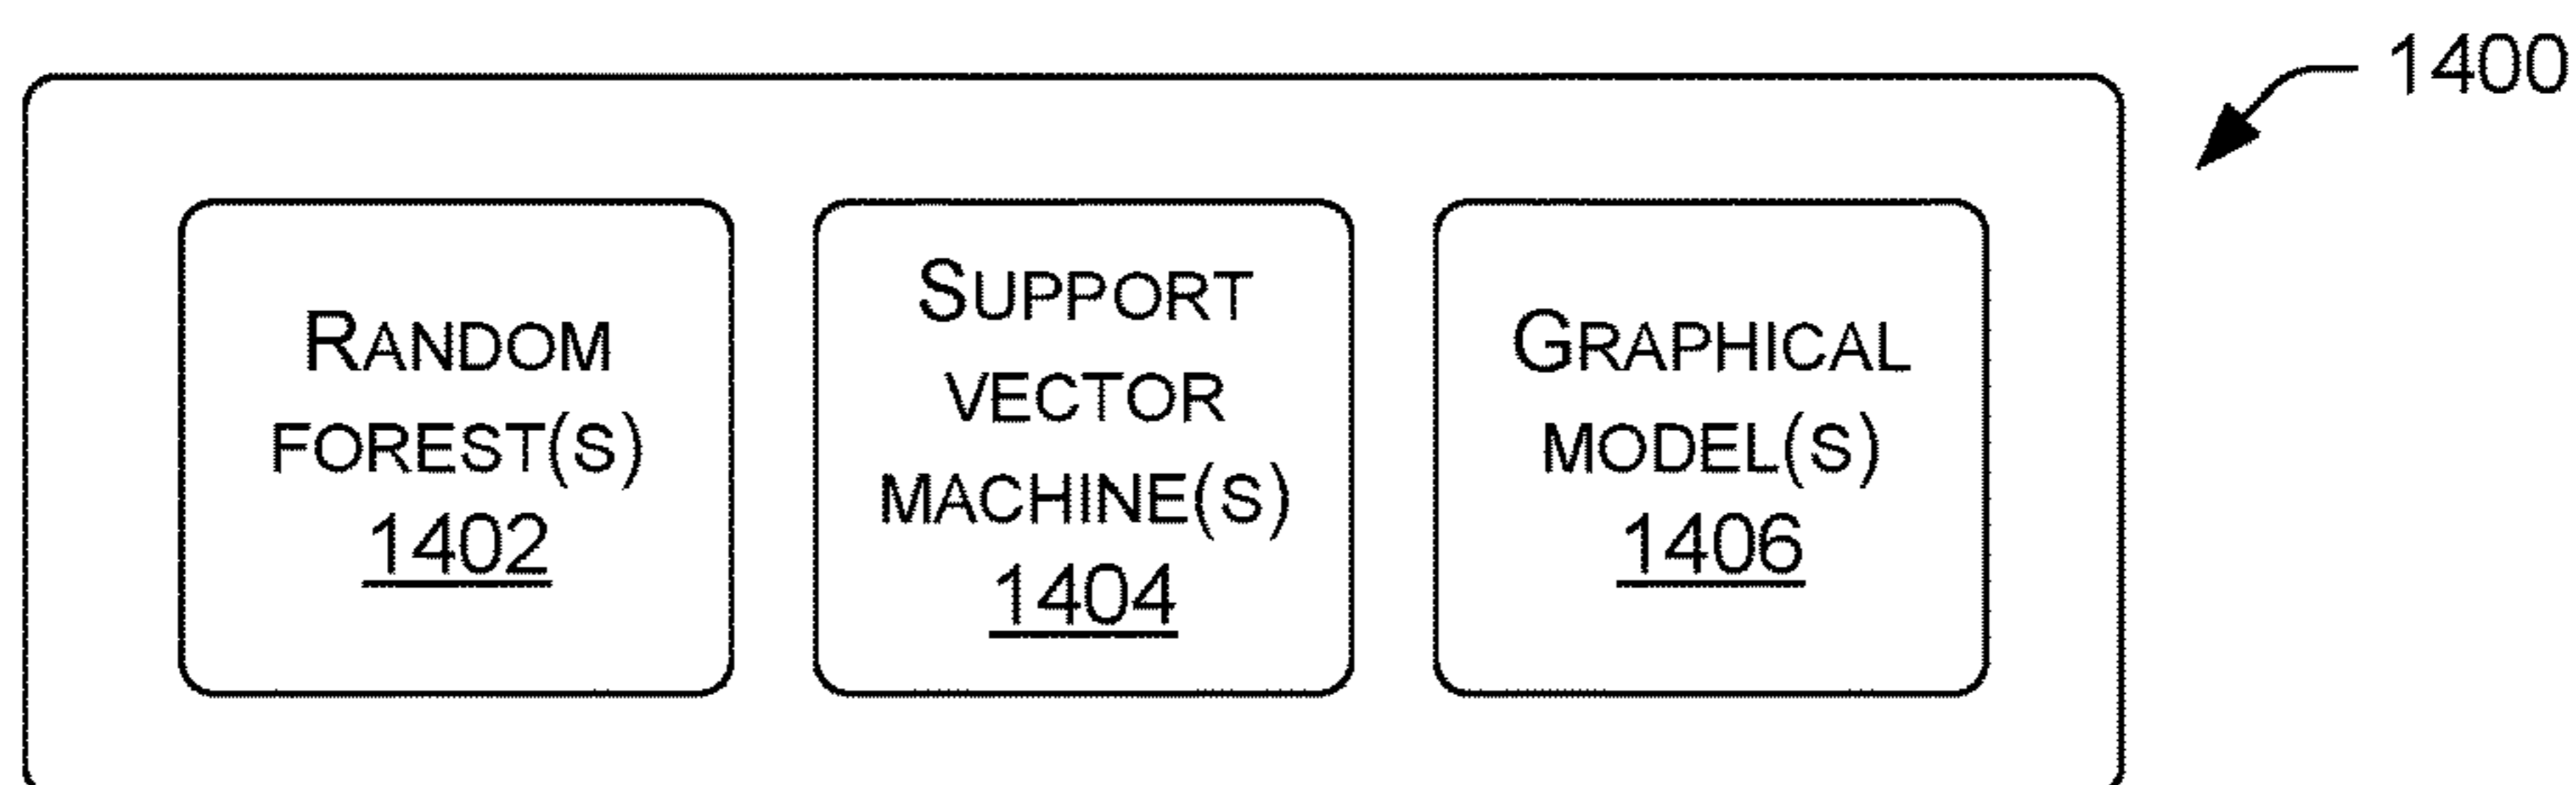 1400
RANDOM
FOREST(S)
1402
SUPPORT
VECTOR
MACHINE(S)
1404
GRAPHICAL
MODEL(S)
1406